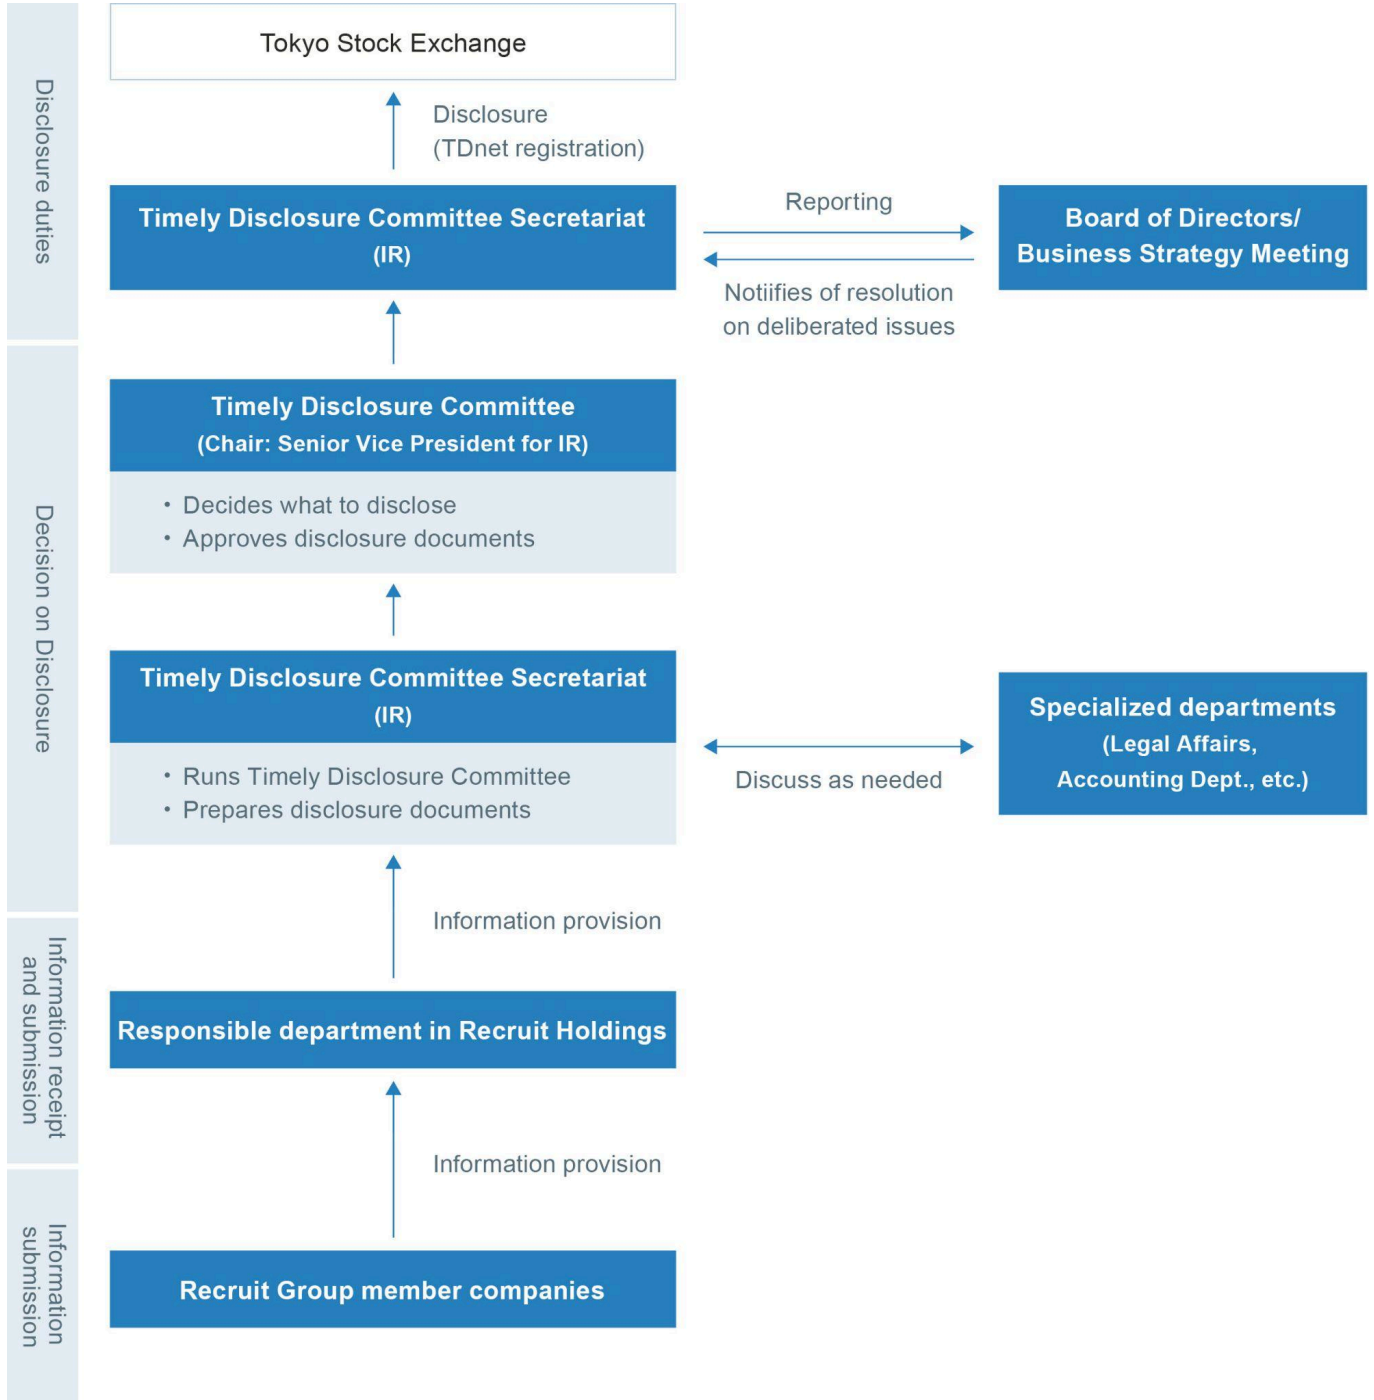 Disclosure duties
Tokyo Stock Exchange
Disclosure
(TDnet registration)
Timely Disclosure Committee Secretariat
(IR)
Reporting
Notiifies of resolution
on deliberated issues
Board of Directors/
Business Strategy Meeting
Decision on Disclosure
Timely Disclosure Committee
(Chair: Senior Vice President for IR)
• Decides what to disclose
• Approves disclosure documents
Timely Disclosure Committee Secretariat
(IR)
• Runs Timely Disclosure Committee
• Prepares disclosure documents
Discuss as needed
Specialized departments
(Legal Affairs,
Accounting Dept., etc.)
Information receipt
and submission
Information provision
Responsible department in Recruit Holdings
Information provision
Information
submission
Recruit Group member companies